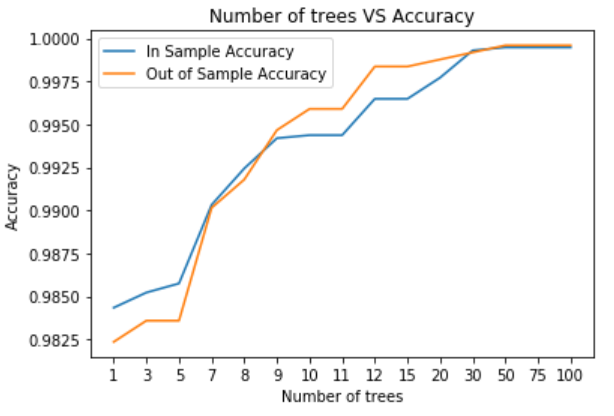 Number of trees VS Accuracy
In Sample Accuracy
Out of Sample Accuracy
Accuracy
1.0000
0.9975
0.9950
0.9925
0.9900
0.9875
0.9850
0.9825
1 3 5 7 8 9 10 11 12 15 20 30 50 75 100
Number of trees